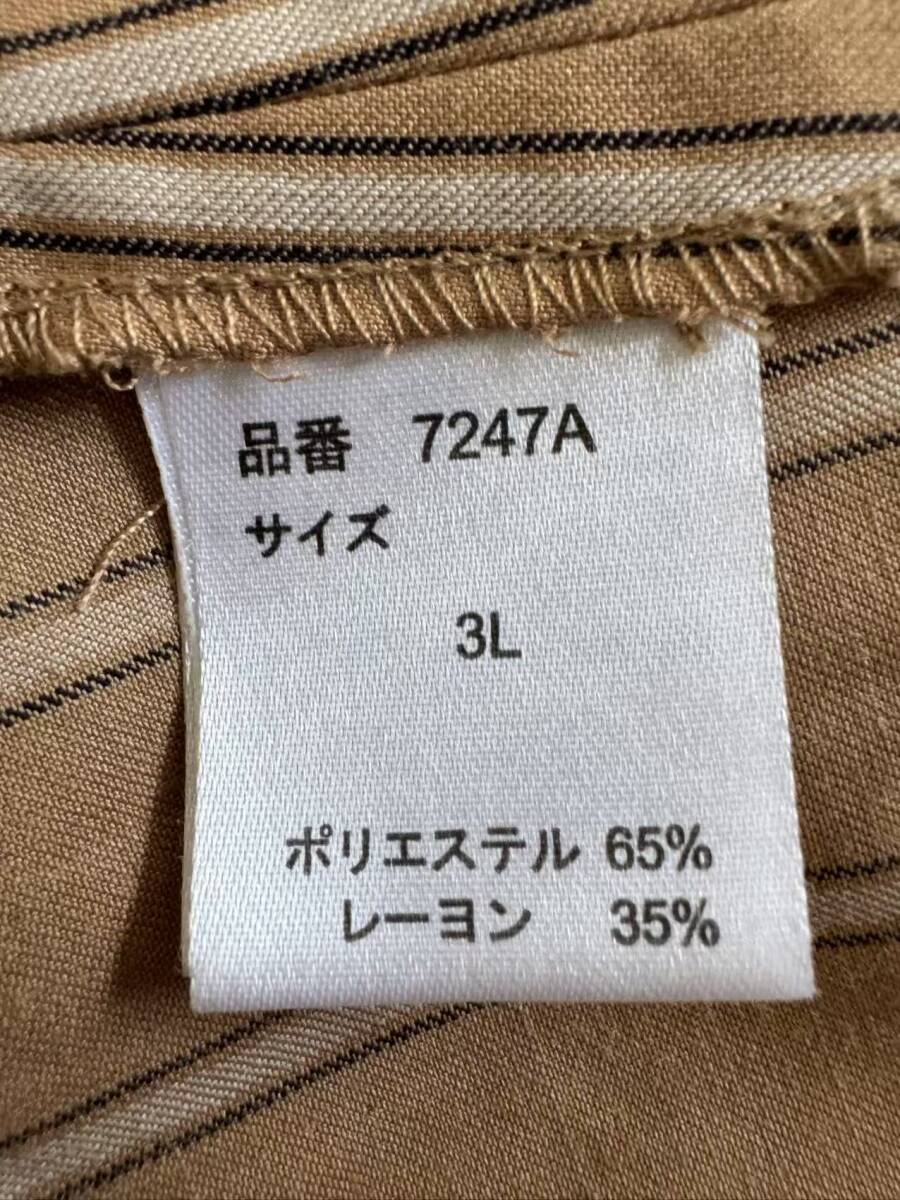 品番 7247A
サイズ
3L
ポリエステル 65%
レーヨン 35%